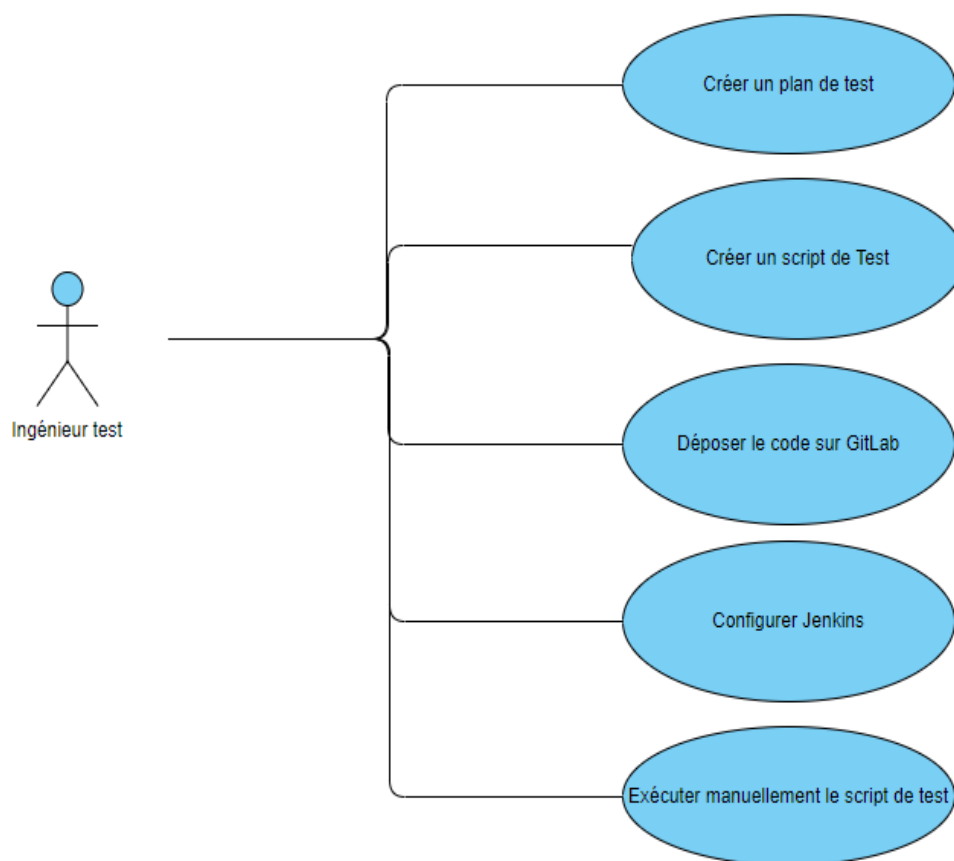 Créer un plan de test
Créer un script de Test
Ingénieur test
Déposer le code sur GitLab
Configurer Jenkins
Exécuter manuellement le script de test